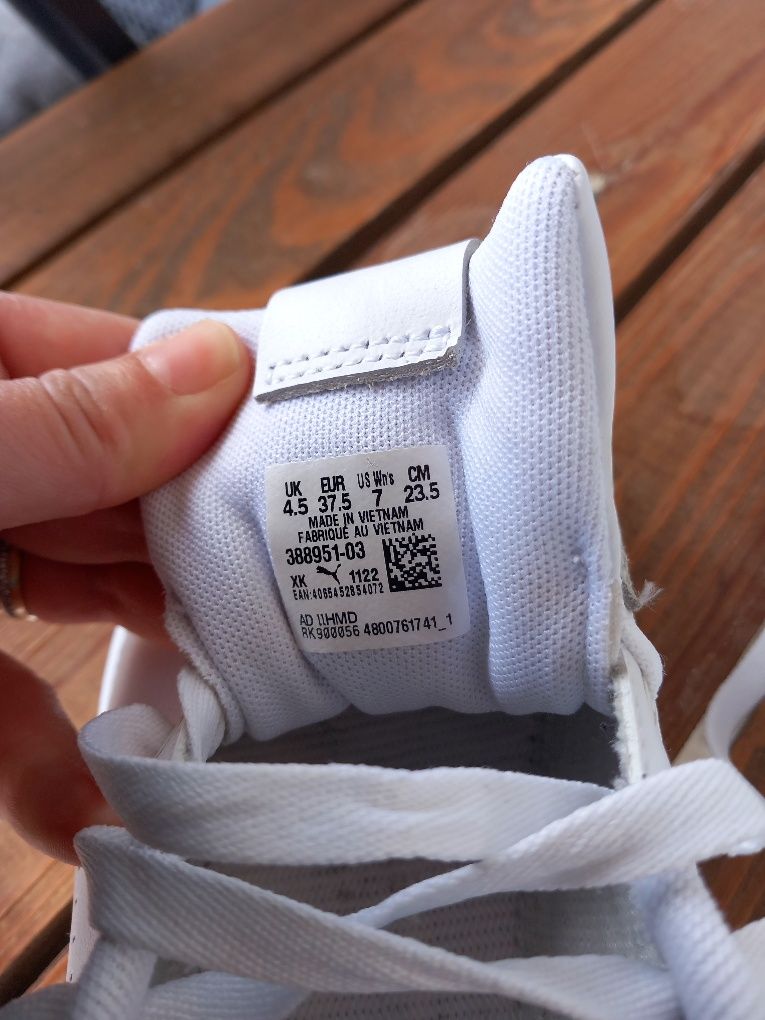 UK EUR US Wn's CM
4.5 37.5 7 23.5
MADE IN VIETNAM
FABRIQUÉ AU VIETNAM
388951-03
XK 1122
EAN:4065452854072
AD 11HMD
RK900056 4800761741_1